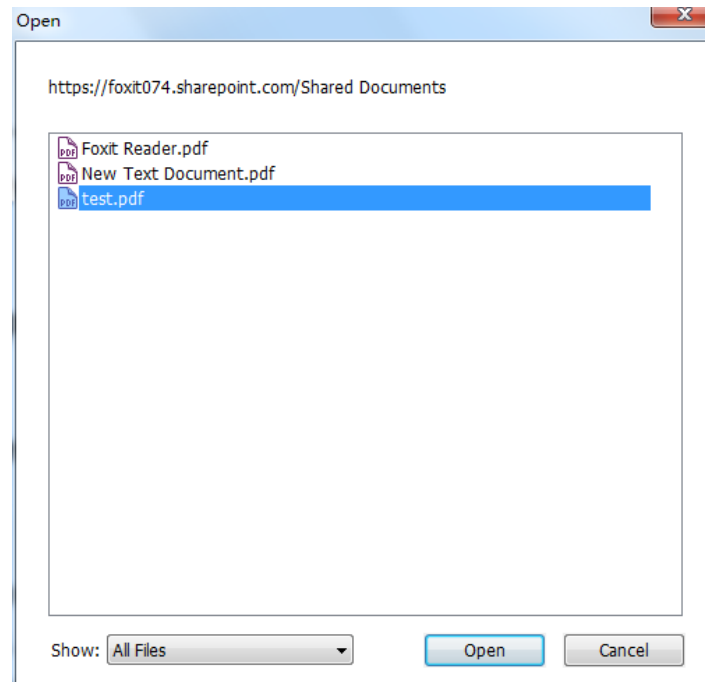 Open
https://foxit074.sharepoint.com/Shared Documents
PDF Foxit Reader.pdf
PDF New Text Document.pdf
PDF test.pdf
Show: All Files Open Cancel